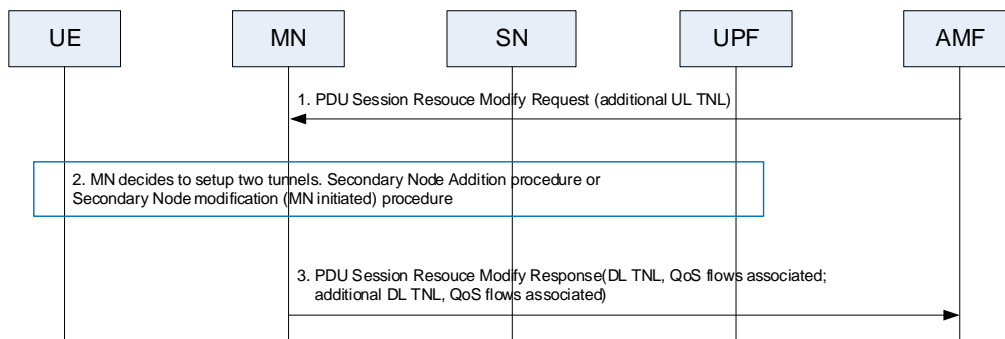 UE MN SN UPF AMF
1. PDU Session Resouce Modify Request (additional UL TNL)
2. MN decides to setup two tunnels. Secondary Node Addition procedure or
Secondary Node modification (MN initiated) procedure
3. PDU Session Resouce Modify Response(DL TNL, QoS flows associated;
additional DL TNL, QoS flows associated)